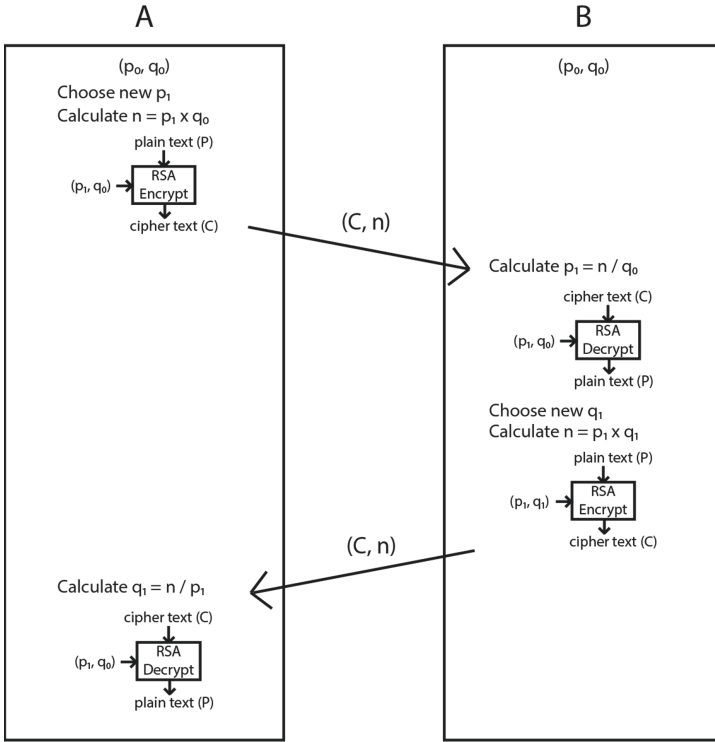 A
B
(p₀, q₀)
Choose new p₁
Calculate n = p₁ x q₀
plain text (P)
(p₁, q₀)
RSA
Encrypt
cipher text (C)
(C, n)
(p₀, q₀)
Calculate p₁ = n / q₀
cipher text (C)
(p₁, q₀)
RSA
Decrypt
plain text (P)
Choose new q₁
Calculate n = p₁ x q₁
plain text (P)
(p₁, q₁)
RSA
Encrypt
cipher text (C)
(C, n)
Calculate q₁ = n / p₁
cipher text (C)
(p₁, q₀)
RSA
Decrypt
plain text (P)